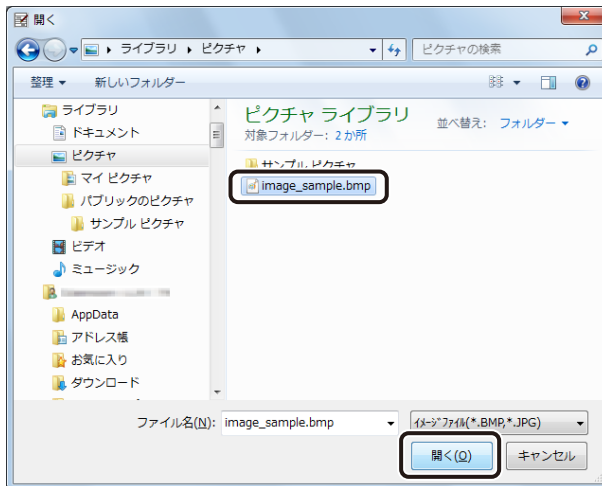 開く
ライブラリ ピクチャ
ピクチャの検索
整理 新しいフォルダー
ライブラリ
ドキュメント
ピクチャ
マイ ピクチャ
パブリックのピクチャ
サンプル ピクチャ
ビデオ
ミュージック
AppData
アドレス帳
お気に入り
ダウンロード
ピクチャ ライブラリ
対象フォルダー: 2 か所
並べ替え: フォルダー
サンプル ピクチャ
image_sample.bmp
ファイル名(N): image_sample.bmp
ｲﾒｰｼﾞﾌｧｲﾙ(*.BMP,*.JPG)
開く(O) キャンセル